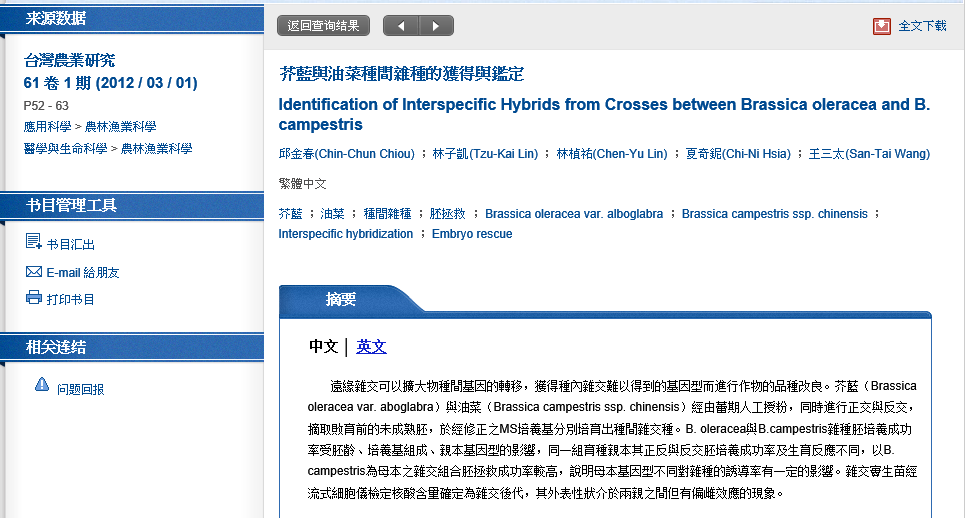 来源数据
台灣農業研究
61 卷 1 期 (2012 / 03 / 01)
P52 - 63
應用科學 > 農林漁業科學
醫學與生命科學 > 農林漁業科學
书目管理工具
书目汇出
E-mail 給朋友
打印书目
相关连结
问题回报
返回查询结果
全文下载
芥藍與油菜種間雜種的獲得與鑑定
Identification of Interspecific Hybrids from Crosses between Brassica oleracea and B.
campestris
邱金春(Chin-Chun Chiou) ； 林子凱(Tzu-Kai Lin) ； 林楨祐(Chen-Yu Lin) ； 夏奇鈮(Chi-Ni Hsia) ； 王三太(San-Tai Wang)
繁體中文
芥藍 ； 油菜 ； 種間雜種 ； 胚拯救 ； Brassica oleracea var. alboglabra ； Brassica campestris ssp. chinensis ；
Interspecific hybridization ； Embryo rescue
摘要
中文 │ 英文
遠緣雜交可以擴大物種間基因的轉移，獲得種內雜交難以得到的基因型而進行作物的品種改良。芥藍（Brassica
oleracea var. aboglabra）與油菜（Brassica campestris ssp. chinensis）經由蕾期人工授粉，同時進行正交與反交，
摘取敗育前的未成熟胚，於經修正之MS培養基分別培育出種間雜交種。B. oleracea與B.campestris雜種胚培養成功
率受胚齡、培養基組成、親本基因型的影響，同一組育種親本其正反與反交胚培養成功率及生育反應不同，以B.
campestris為母本之雜交組合胚拯救成功率較高，說明母本基因型不同對雜種的誘導率有一定的影響。雜交實生苗經
流式細胞儀檢定核酸含量確定為雜交後代，其外表性狀介於兩親之間但有偏雌效應的現象。